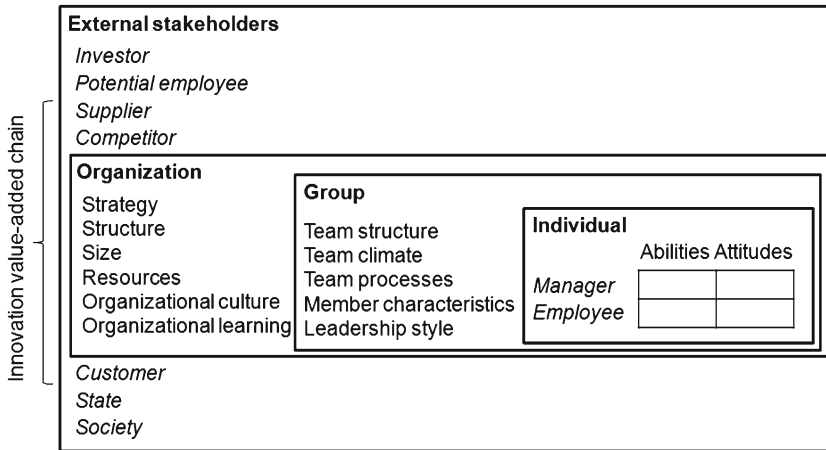 External stakeholders
Investor
Potential employee
Supplier
Competitor
Innovation value-added chain
Organization
Strategy
Structure
Size
Resources
Organizational culture
Organizational learning
Group
Team structure
Team climate
Team processes
Member characteristics
Leadership style
Individual
Abilities Attitudes
Manager
Employee
Customer
State
Society